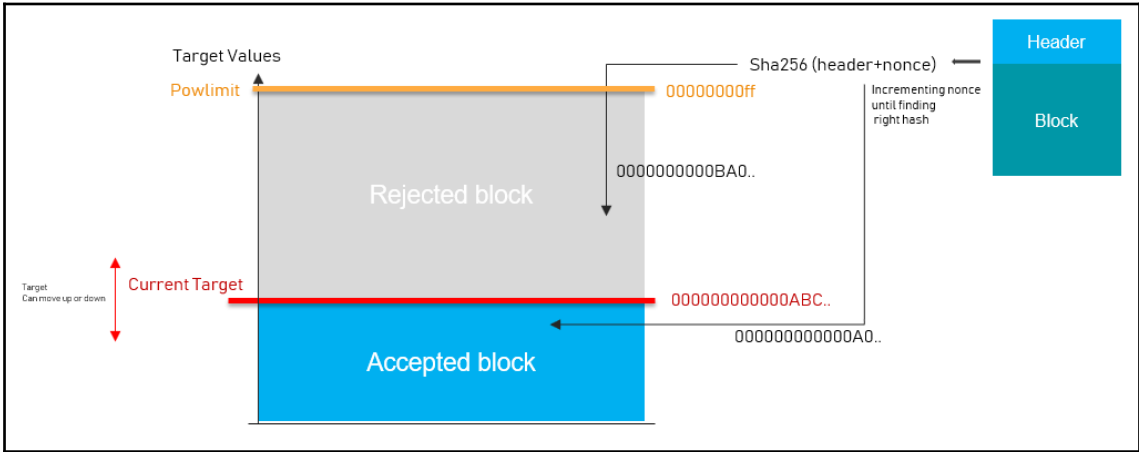 Target Values
Powlimit
00000000ff
Sha256 (header+nonce)
Header
Block
Incrementing nonce
until finding
right hash
0000000000BA0..
Rejected block
Target
Can move up or down
Current Target
000000000000ABC..
000000000000A0..
Accepted block